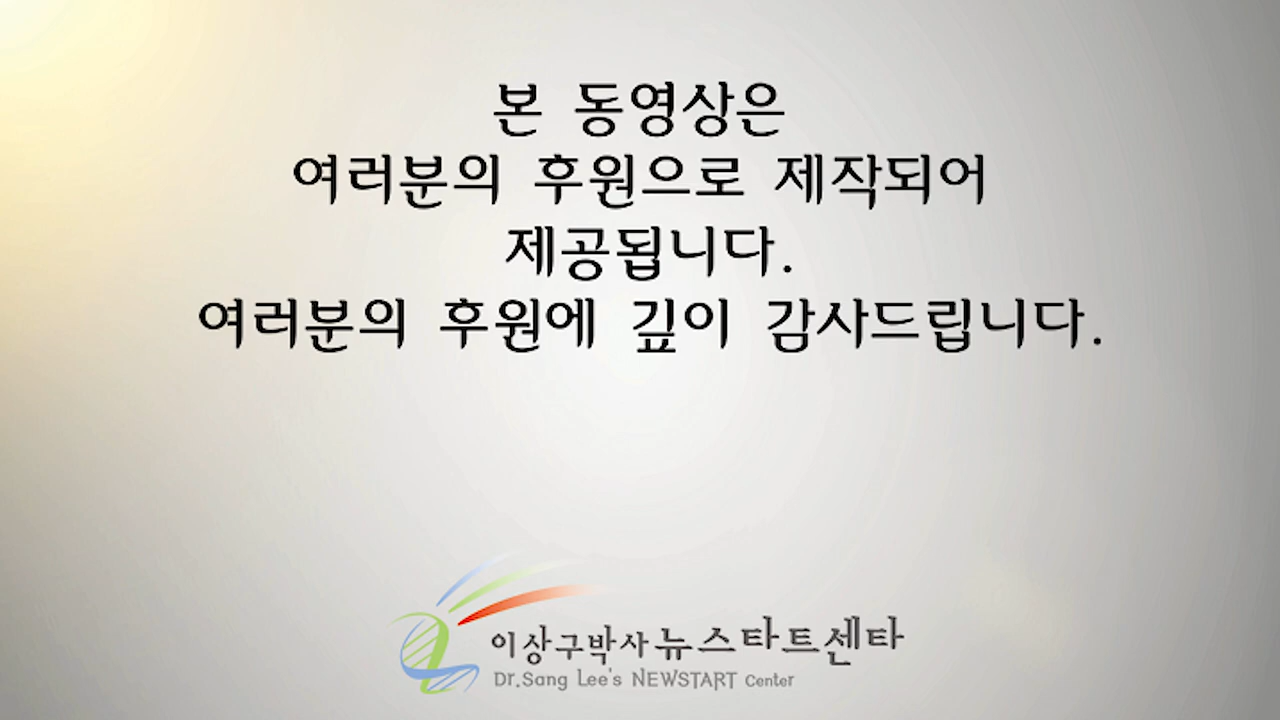 본 동영상은
여러분의 후원으로 제작되어
제공됩니다.
여러분의 후원에 깊이 감사드립니다.
이상구박사 뉴스타트센타
Dr.Sang Lee's NEWSTART Center